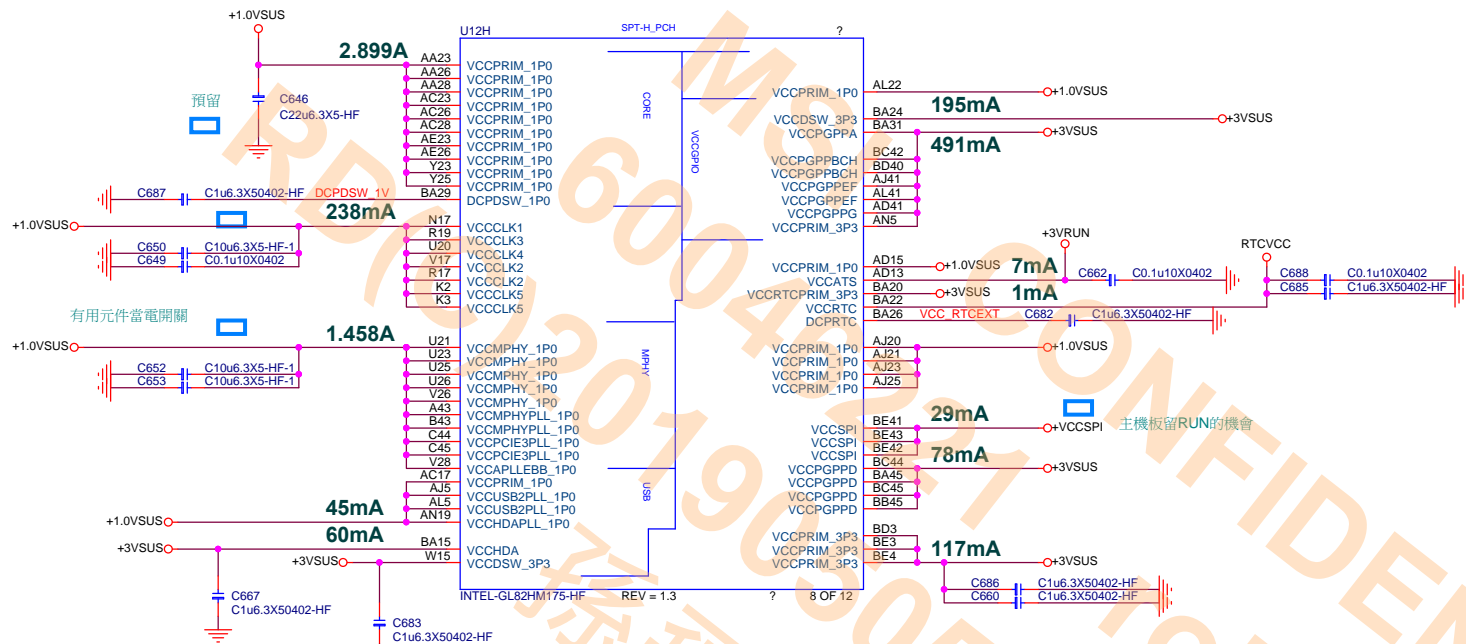 +1.0VSUS
U12H
SPT-H_PCH
?
2.899A
AA23 VCCPRIM_1P0
AA26 VCCPRIM_1P0
AA28 VCCPRIM_1P0
AC23 VCCPRIM_1P0
AC26 VCCPRIM_1P0
AC28 VCCPRIM_1P0
AE23 VCCPRIM_1P0
AE26 VCCPRIM_1P0
Y23 VCCPRIM_1P0
Y25 VCCPRIM_1P0
BA29 DCPDSW_1P0
預留
C646
C22u6.3X5-HF
C687 C1u6.3X50402-HF DCPDSW_1V
238mA
+1.0VSUS
N17 VCCCLK1
R19 VCCCLK3
U20 VCCCLK4
V17 VCCCLK2
R17 VCCCLK2
K2 VCCCLK5
K3 VCCCLK5
C650 C10u6.3X5-HF-1
C649 C0.1u10X0402
有用元件當電開關
1.458A
+1.0VSUS
U21 VCCMPHY_1P0
U23 VCCMPHY_1P0
U25 VCCMPHY_1P0
U26 VCCMPHY_1P0
V26 VCCMPHY_1P0
A43 VCCMPHYPLL_1P0
B43 VCCMPHYPLL_1P0
C44 VCCPCIE3PLL_1P0
C45 VCCPCIE3PLL_1P0
V28 VCCAPLLEBB_1P0
AC17 VCCPRIM_1P0
AJ5 VCCUSB2PLL_1P0
AL5 VCCUSB2PLL_1P0
AN19 VCCHDAPLL_1P0
C652 C10u6.3X5-HF-1
C653 C10u6.3X5-HF-1
45mA
+1.0VSUS
60mA
+3VSUS
BA15 VCCHDA
W15 VCCDSW_3P3
+3VSUS
C667
C1u6.3X50402-HF
C683
C1u6.3X50402-HF
CORE
VCCGPIO
MPHY
USB
VCCPRIM_1P0 AL22 +1.0VSUS
195mA
VCCDSW_3P3 BA24 +3VSUS
VCCPGPPA BA31 +3VSUS
491mA
VCCPGPPBCH BC42
VCCPGPPBCH BD40
VCCPGPPEF AJ41
VCCPGPPEF AL41
VCCPGPPG AD41
VCCPRIM_3P3 AN5
+3VRUN
RTCVCC
VCCPRIM_1P0 AD15 +1.0VSUS
7mA
VCCATS AD13
C662 C0.1u10X0402
C688 C0.1u10X0402
VCCRTCPRIM_3P3 BA20 +3VSUS
1mA
C685 C1u6.3X50402-HF
VCCRTC BA22
DCPRTC BA26 VCC_RTCEXT C682 C1u6.3X50402-HF
VCCPRIM_1P0 AJ20 +1.0VSUS
VCCPRIM_1P0 AJ21
VCCPRIM_1P0 AJ23
VCCPRIM_1P0 AJ25
29mA
VCCSPI BE41 +VCCSPI
VCCSPI BE43
VCCSPI BE42
主機板留RUN的機會
78mA
VCCPGPPD BC44 +3VSUS
VCCPGPPD BA45
VCCPGPPD BC45
VCCPGPPD BB45
VCCPRIM_3P3 BD3
VCCPRIM_3P3 BE3
VCCPRIM_3P3 BE4 +3VSUS
117mA
C686 C1u6.3X50402-HF
C660 C1u6.3X50402-HF
INTEL-GL82HM175-HF
REV = 1.3
?
8 OF 12
MSI CONFIDEN
60046221
RD(C)2019050